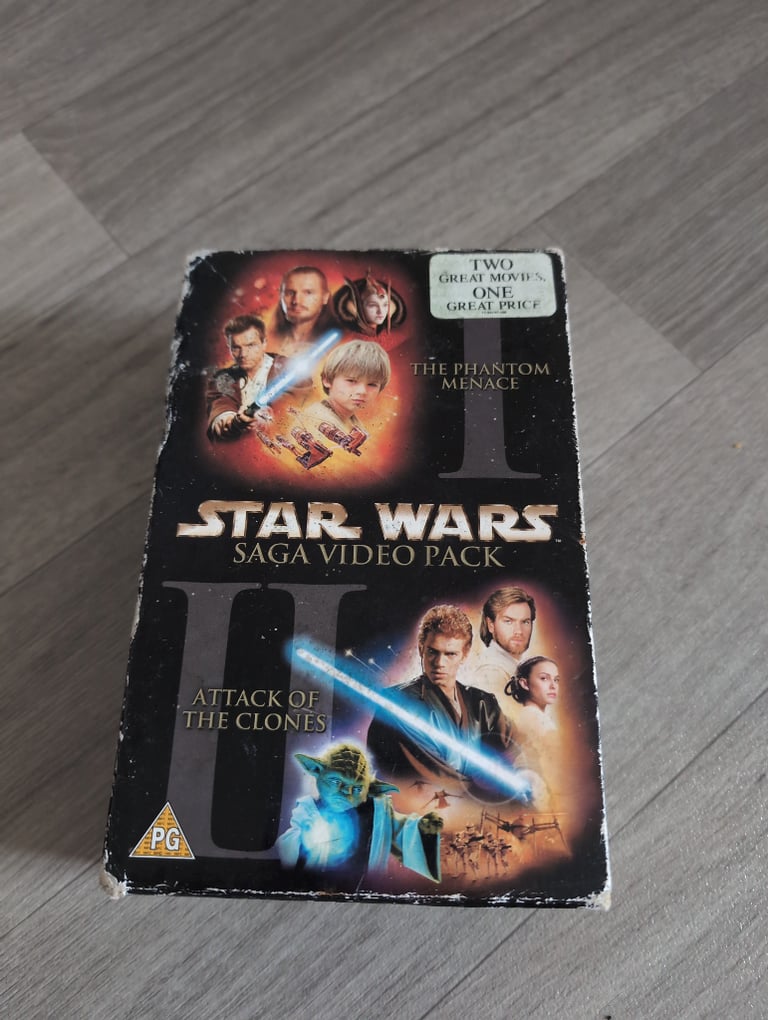 TWO
GREAT MOVIES,
ONE
GREAT PRICE
I
THE PHANTOM
MENACE
STAR WARS
SAGA VIDEO PACK
II
ATTACK OF
THE CLONES
PG